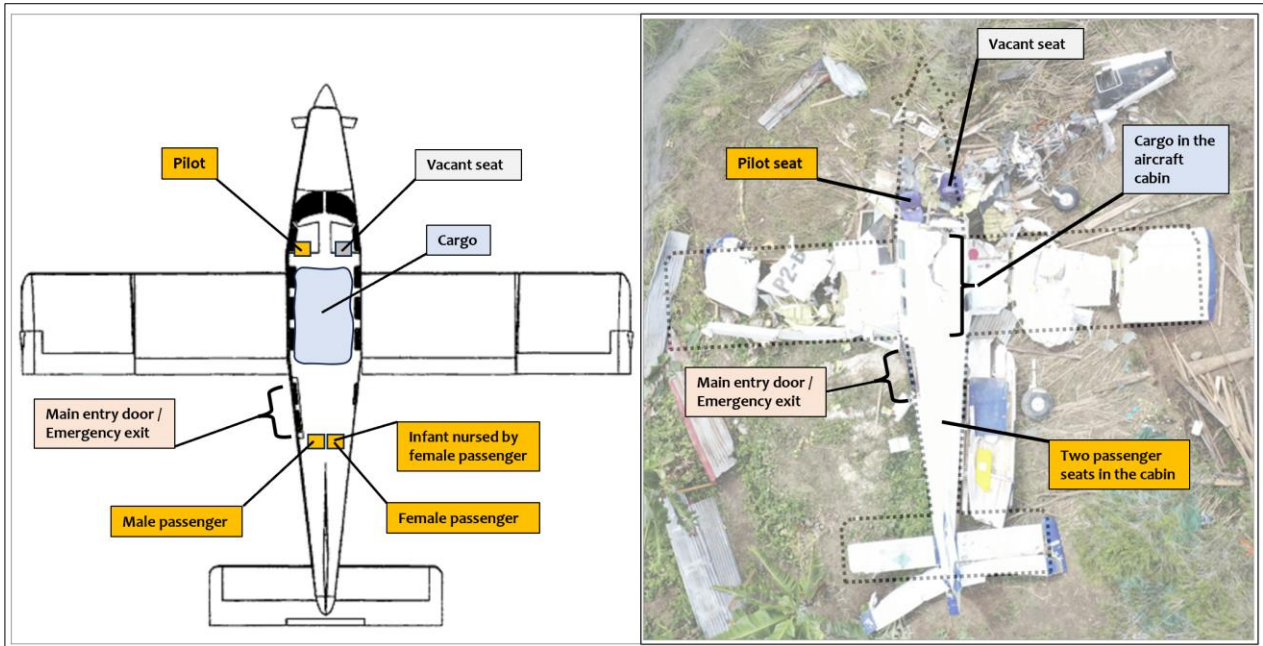 Pilot
Vacant seat
Cargo
Main entry door /
Emergency exit
Infant nursed by
female passenger
Male passenger
Female passenger
Vacant seat
Pilot seat
Cargo in the
aircraft
cabin
P2-B
Main entry door /
Emergency exit
Two passenger
seats in the cabin